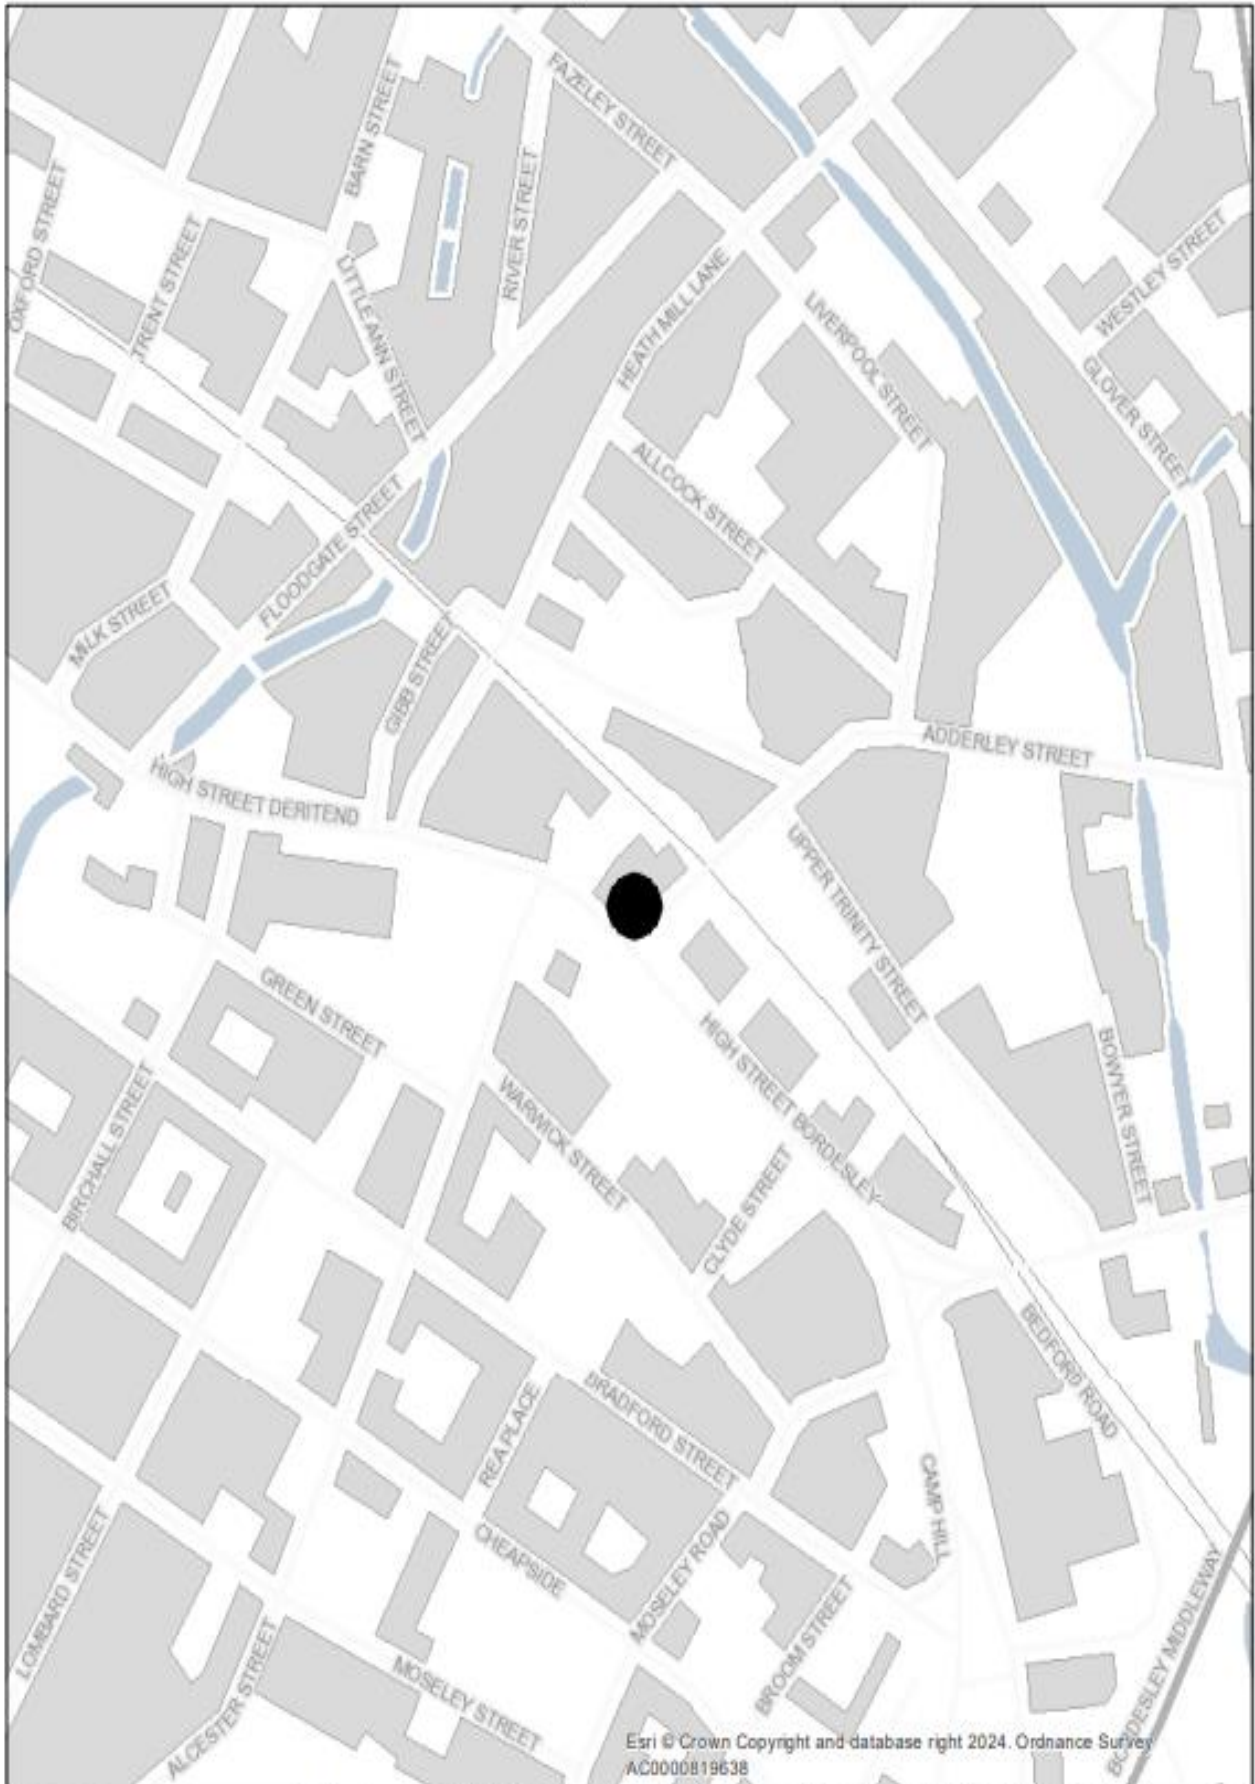 FAZELEY STREET
BARN STREET
RIVER STREET
OXFORD STREET
TRENT STREET
LITTLE ANN STREET
HEATH MILL LANE
WESTLEY STREET
LIVERPOOL STREET
GLOVER STREET
ALLCOCK STREET
FLOODGATE STREET
MILK STREET
GIBB STREET
ADDERLEY STREET
HIGH STREET DERITEND
UPPER TRINITY STREET
GREEN STREET
HIGH STREET BORDESLEY
BOWYER STREET
BIRCHALL STREET
WARWICK STREET
CLYDE STREET
BEDFORD ROAD
BRADFORD STREET
REA PLACE
CAMP HILL
CHEAPSIDE
MOSELEY ROAD
LOMBARD STREET
BROOM STREET
BORDESLEY MIDDLEWAY
ALCESTER STREET
MOSELEY STREET
Esri © Crown Copyright and database right 2024. Ordnance Survey
AC0000819638